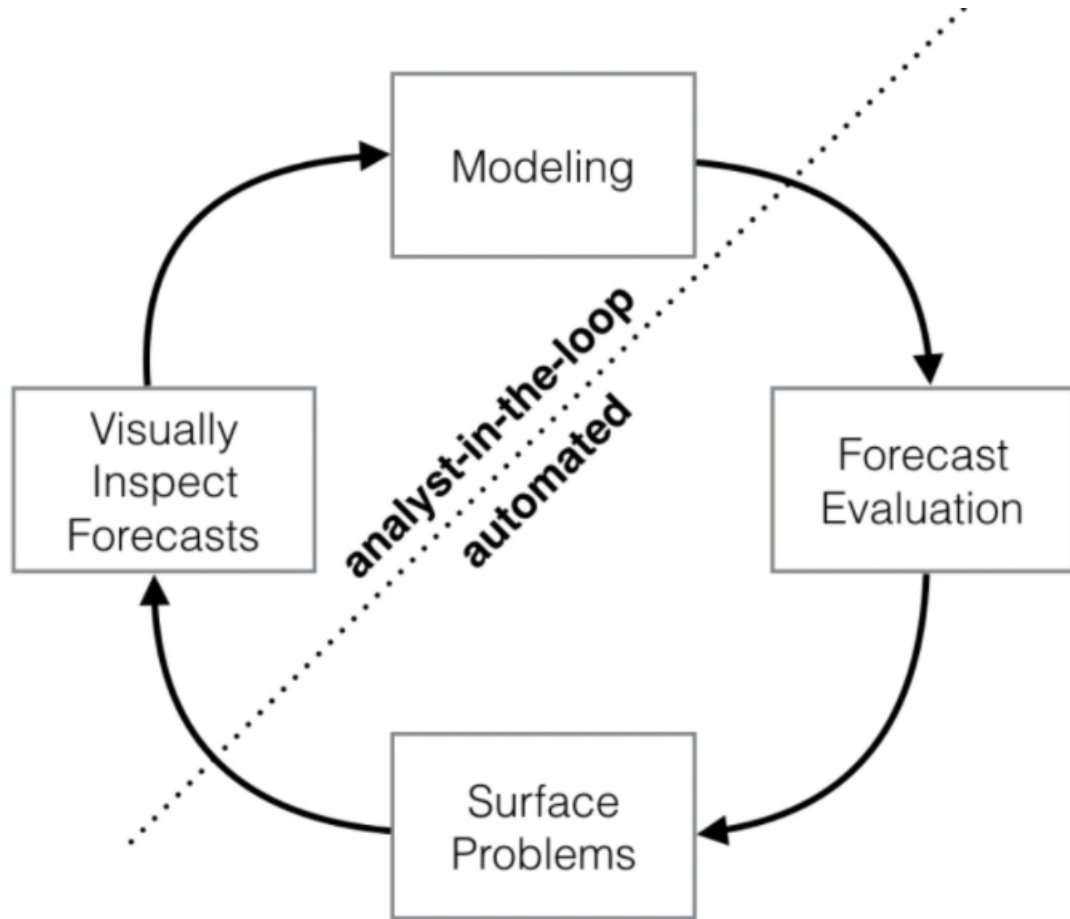 Modeling
analyst-in-the-loop
automated
Visually
Inspect
Forecasts
Forecast
Evaluation
Surface
Problems